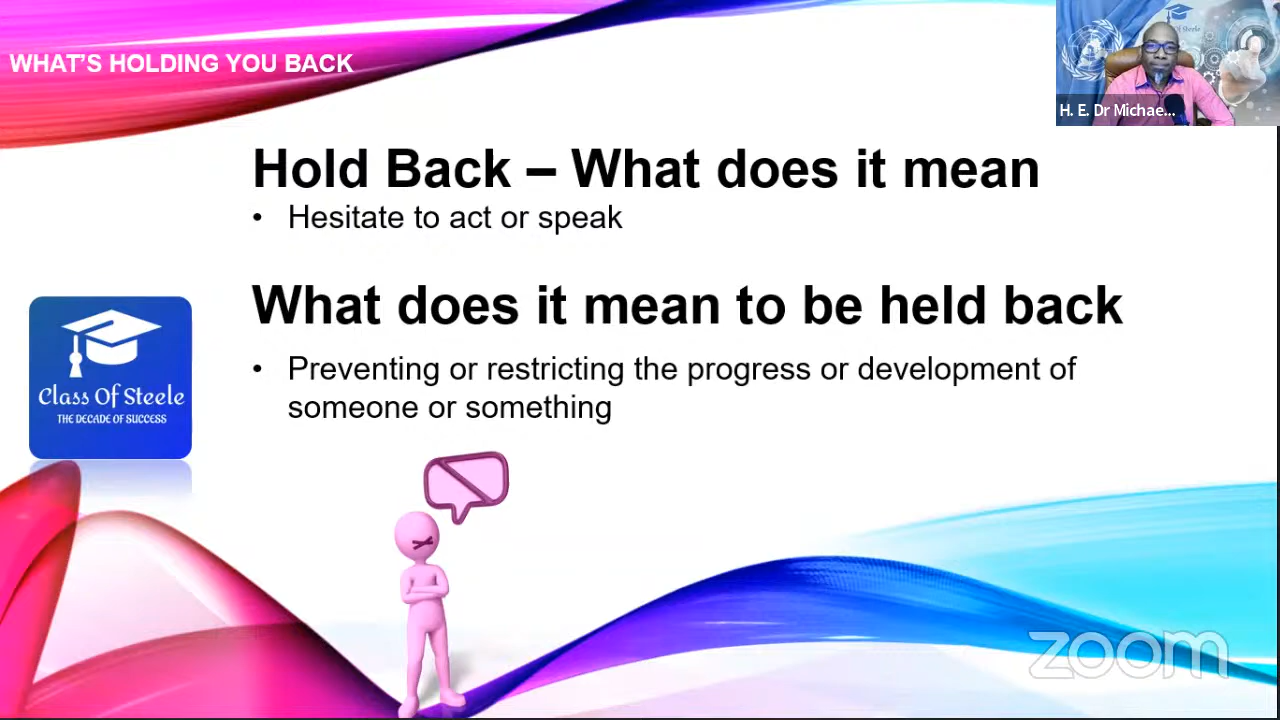 WHAT'S HOLDING YOU BACK
H. E. Dr Michae...
Hold Back – What does it mean
• Hesitate to act or speak
What does it mean to be held back
• Preventing or restricting the progress or development of
someone or something
Class Of Steele
THE DECADE OF SUCCESS
zoom